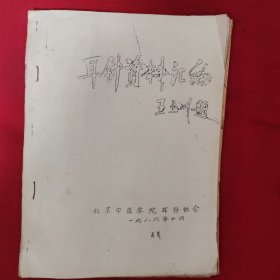 耳针资料汇编
王玉川题
北京中医学院耳针协会
一九八六年十月